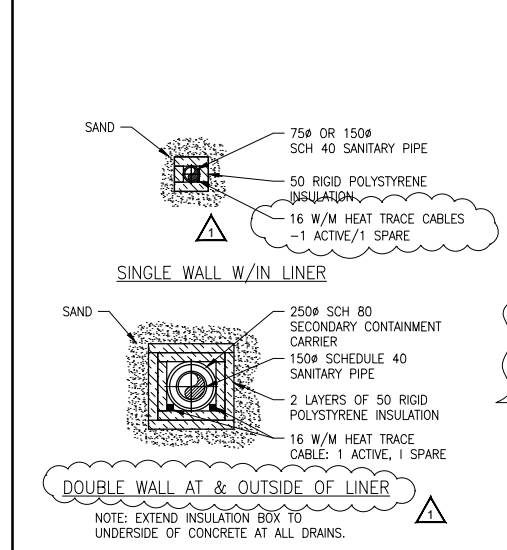 SAND
75ø OR 150ø
SCH 40 SANITARY PIPE
50 RIGID POLYSTYRENE
INSULATION
16 W/M HEAT TRACE CABLES
-1 ACTIVE/1 SPARE
1
SINGLE WALL W/IN LINER
SAND
250ø SCH 80
SECONDARY CONTAINMENT
CARRIER
150ø SCHEDULE 40
SANITARY PIPE
2 LAYERS OF 50 RIGID
POLYSTYRENE INSULATION
16 W/M HEAT TRACE
CABLE: 1 ACTIVE, I SPARE
DOUBLE WALL AT & OUTSIDE OF LINER
1
NOTE: EXTEND INSULATION BOX TO
UNDERSIDE OF CONCRETE AT ALL DRAINS.